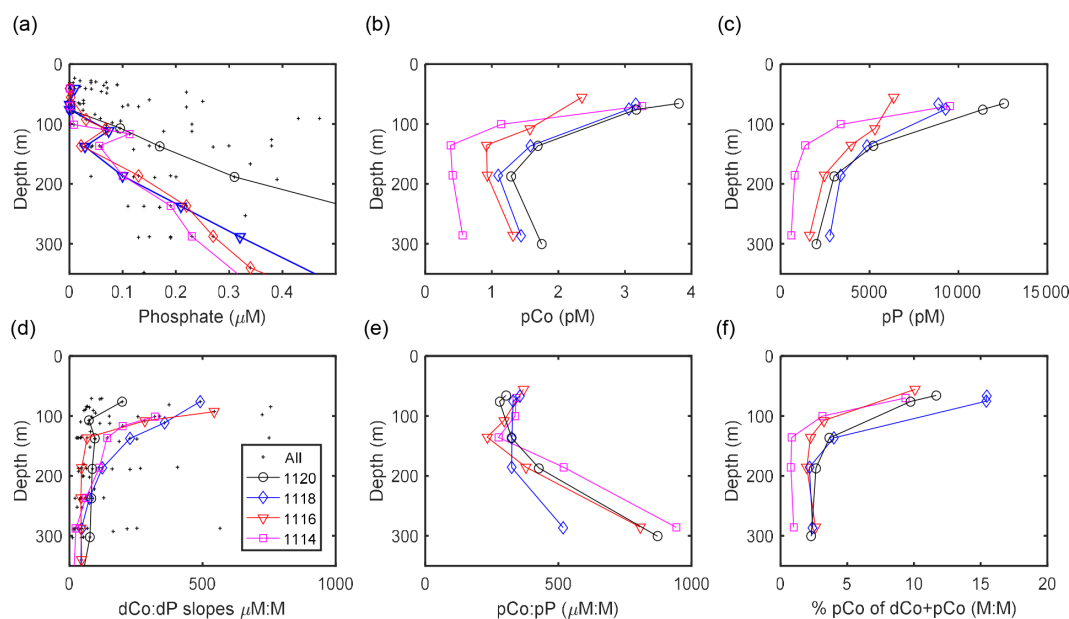 (a)
(b)
(c)
0
100
200
300
Depth (m)
0
0.1
0.2
0.3
0.4
Phosphate (μM)
0
100
200
300
Depth (m)
0
1
2
3
4
pCo (pM)
0
100
200
300
Depth (m)
0
5000
10000
15000
pP (pM)
(d)
(e)
(f)
0
100
200
300
Depth (m)
0
500
1000
dCo:dP slopes μM:M
All
1120
1118
1116
1114
0
100
200
300
Depth (m)
0
500
1000
pCo:pP (μM:M)
0
100
200
300
Depth (m)
0
5
10
15
20
% pCo of dCo+pCo (M:M)